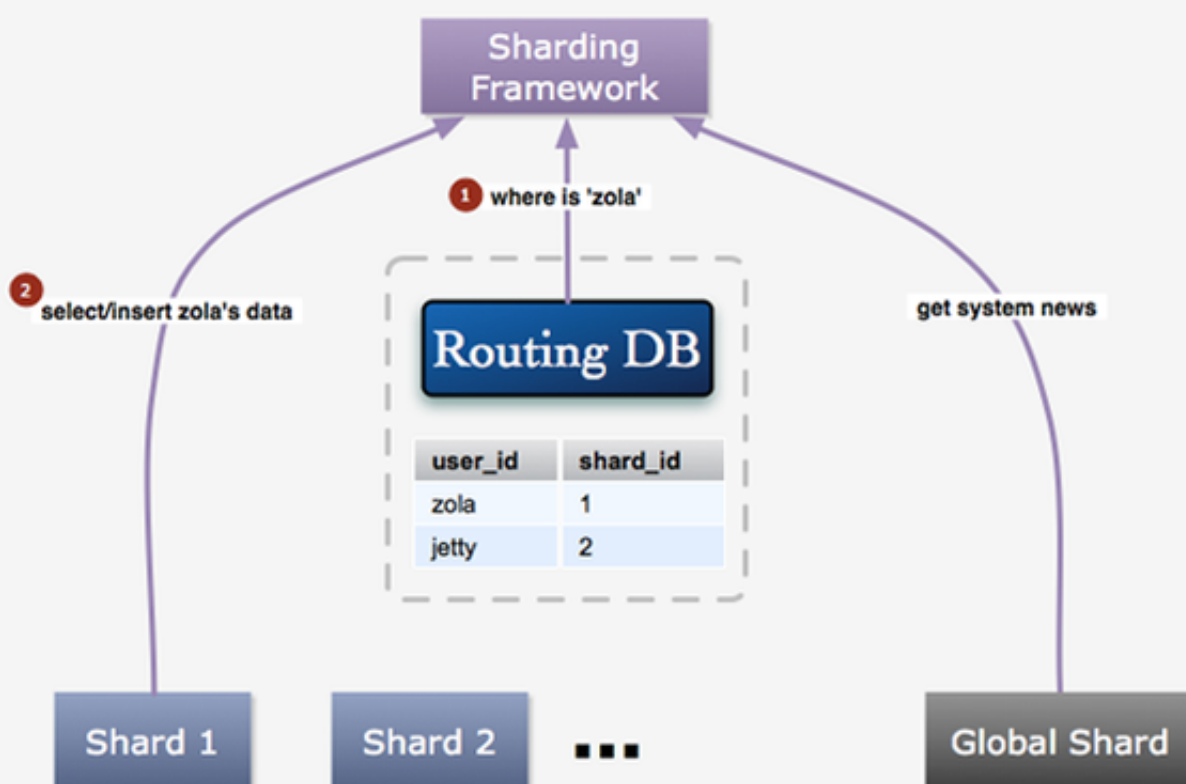 Sharding
Framework
1 where is 'zola'
2
select/insert zola's data
get system news
Routing DB
user_id shard_id
zola 1
jetty 2
Shard 1 Shard 2 ... Global Shard